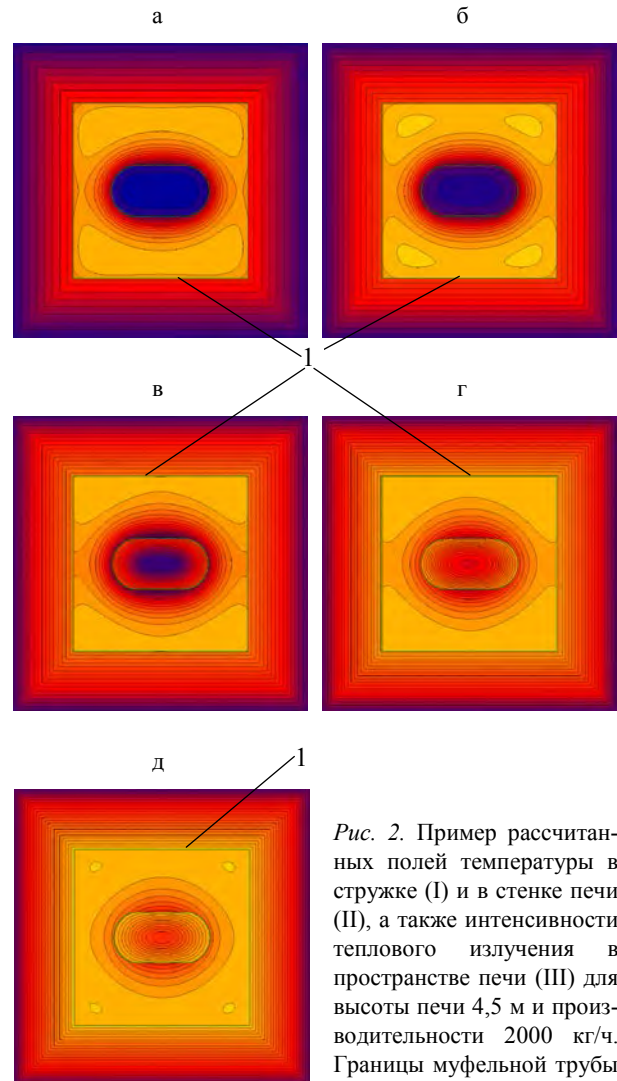 а
б
1
в
г
д
1
Рис. 2. Пример рассчитан-
ных полей температуры в
стружке (I) и в стенке печи
(II), а также интенсивности
теплового излучения в
пространстве печи (III) для
высоты печи 4,5 м и произ-
водительности 2000 кг/ч.
Границы муфельной трубы